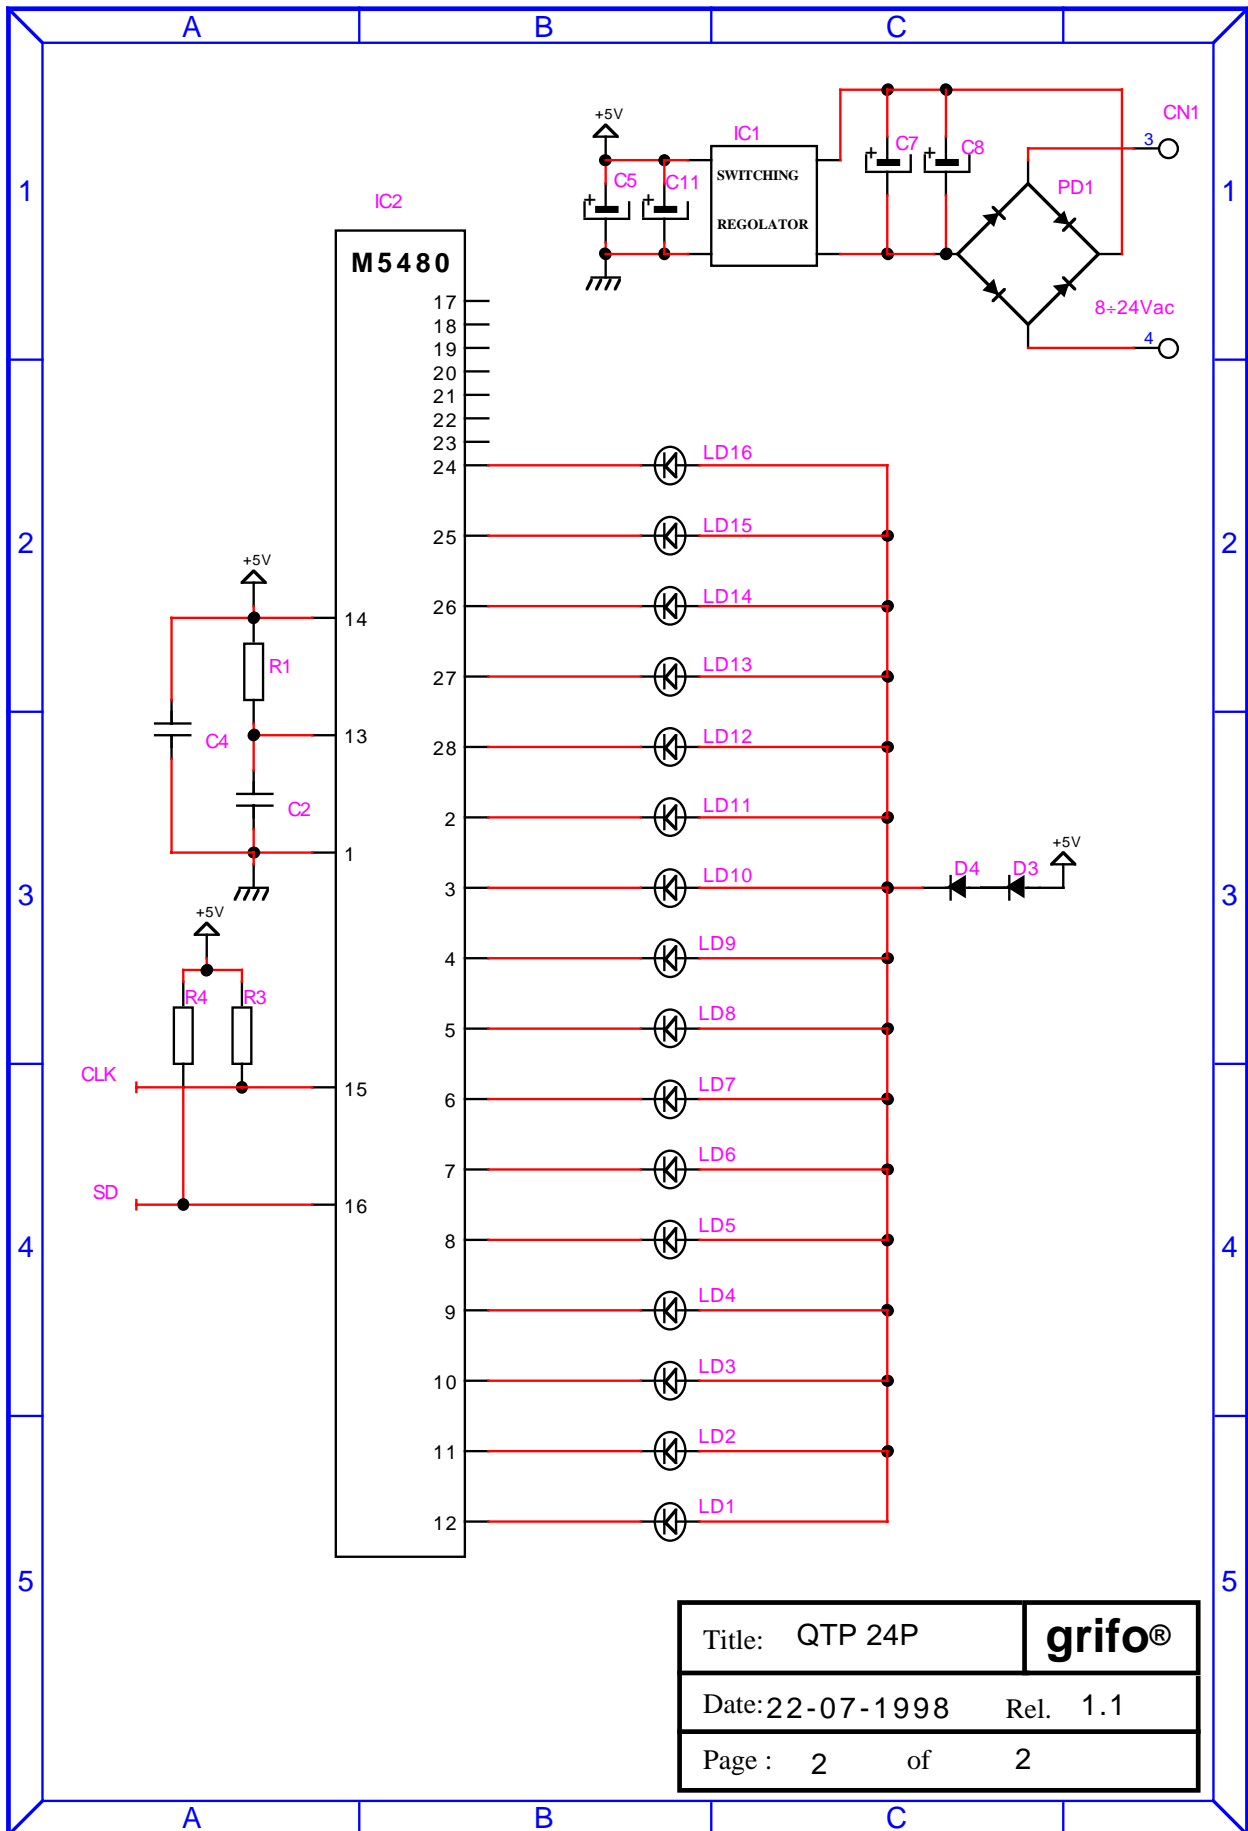 A B C
+5V
IC1
C7
C8
CN1
3
C5
C11
SWITCHING
REGOLATOR
PD1
1
1
IC2
M5480
8÷24Vac
4
17
18
19
20
21
22
23
24
LD16
2
2
25
LD15
+5V
26
LD14
14
R1
27
LD13
C4
13
28
LD12
C2
2
LD11
1
+5V
3
3
3
LD10
D4
D3
+5V
4
LD9
R4
R3
5
LD8
CLK
15
6
LD7
SD
16
7
LD6
4
4
8
LD5
9
LD4
10
LD3
11
LD2
12
LD1
5
5
Title: QTP 24P
grifo®
Date: 22-07-1998 Rel. 1.1
Page : 2 of 2
A B C